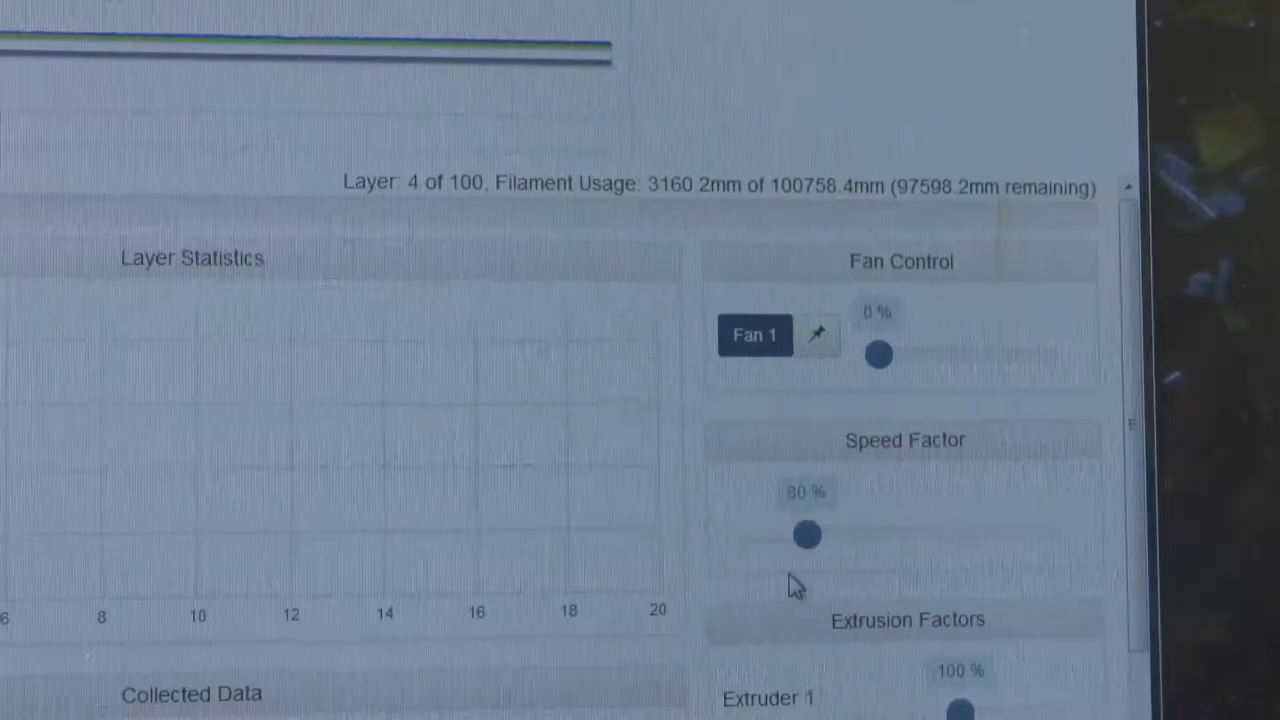 Layer: 4 of 100, Filament Usage: 3160.2mm of 100758.4mm (97598.2mm remaining)
Layer Statistics
Fan Control
0 %
Fan 1
Speed Factor
80 %
6 8 10 12 14 16 18 20
Extrusion Factors
100 %
Collected Data
Extruder 1